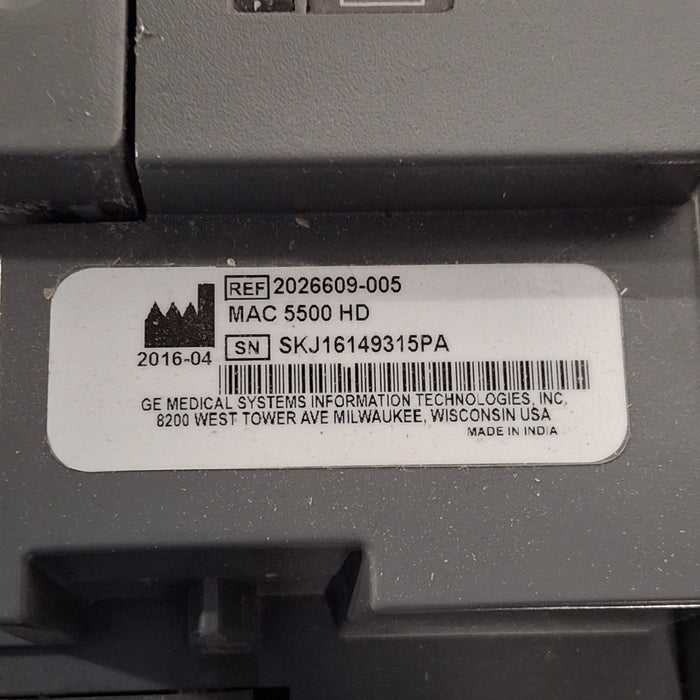 REF 2026609-005
MAC 5500 HD
2016-04
SN SKJ16149315PA
GE MEDICAL SYSTEMS INFORMATION TECHNOLOGIES, INC.
8200 WEST TOWER AVE MILWAUKEE, WISCONSIN USA
MADE IN INDIA